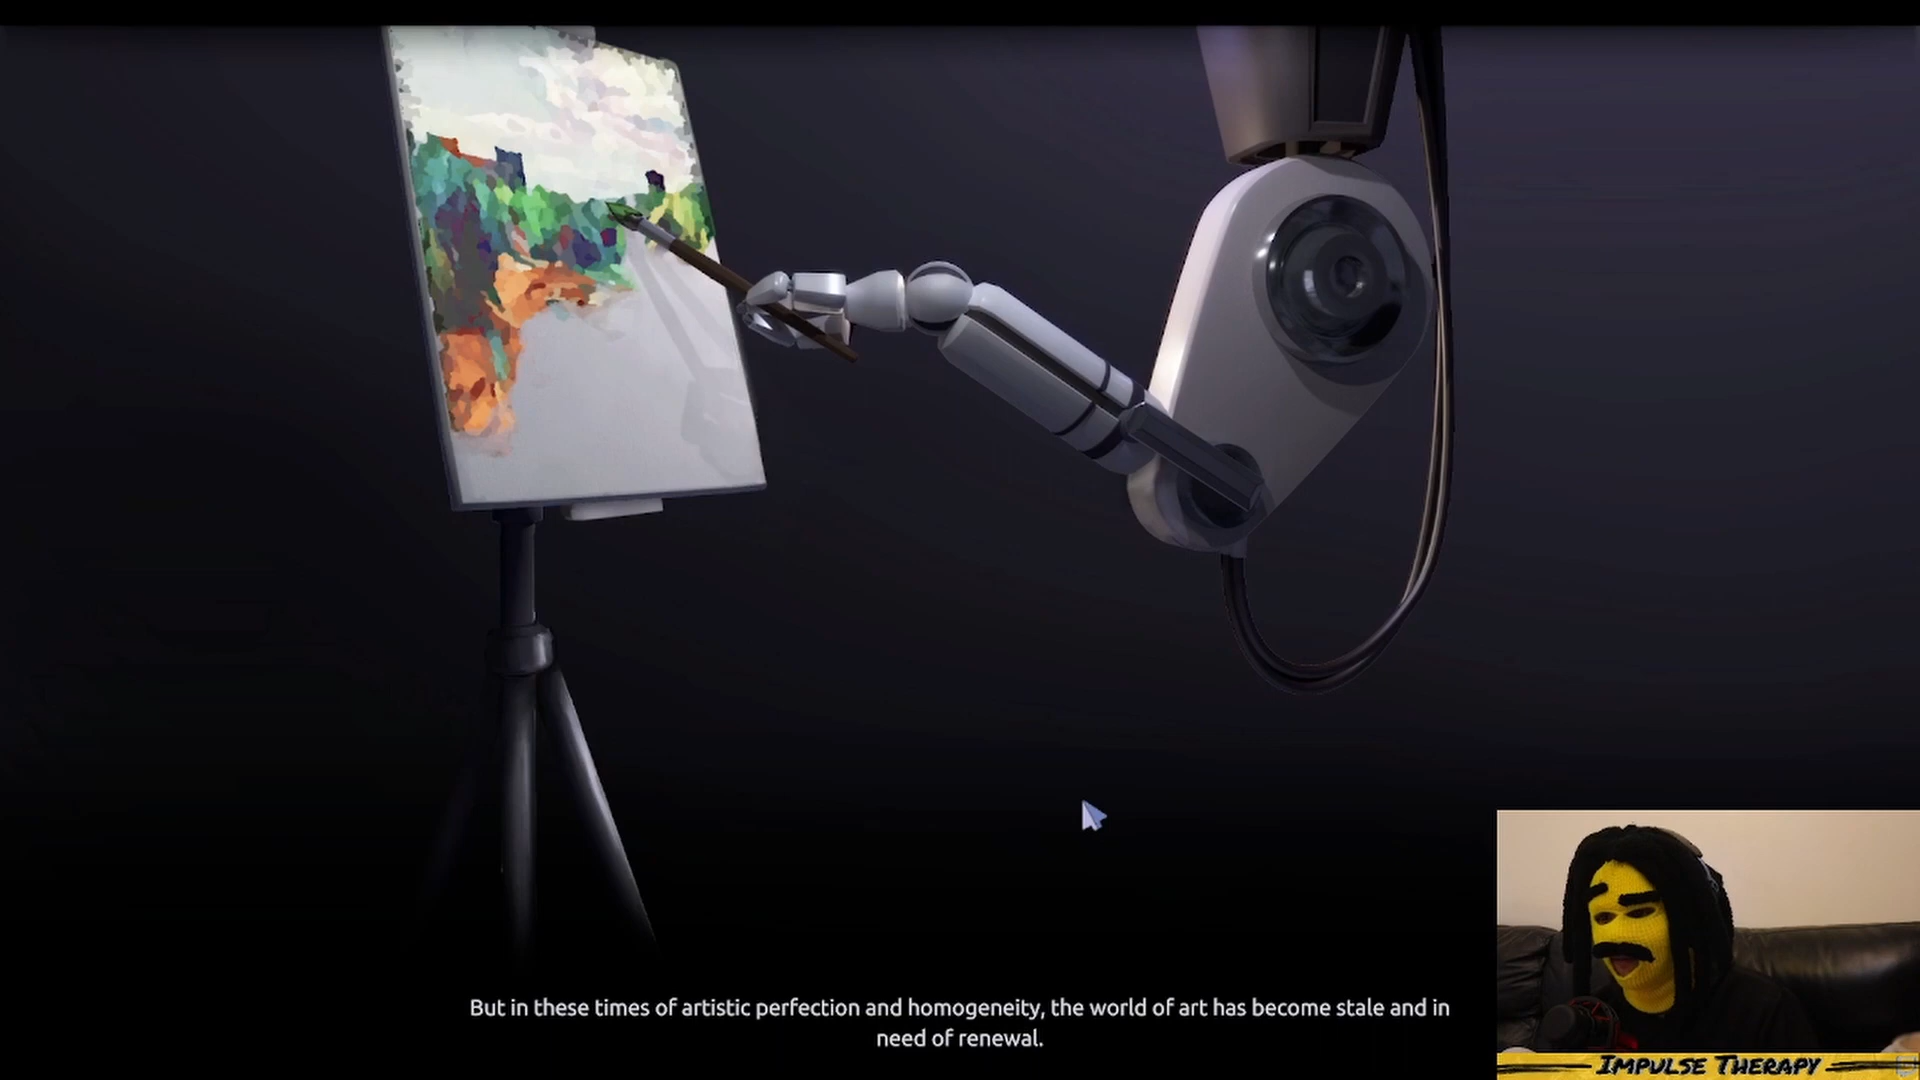 But in these times of artistic perfection and homogeneity, the world of art has become stale and in
need of renewal.
IMPULSE THERAPY